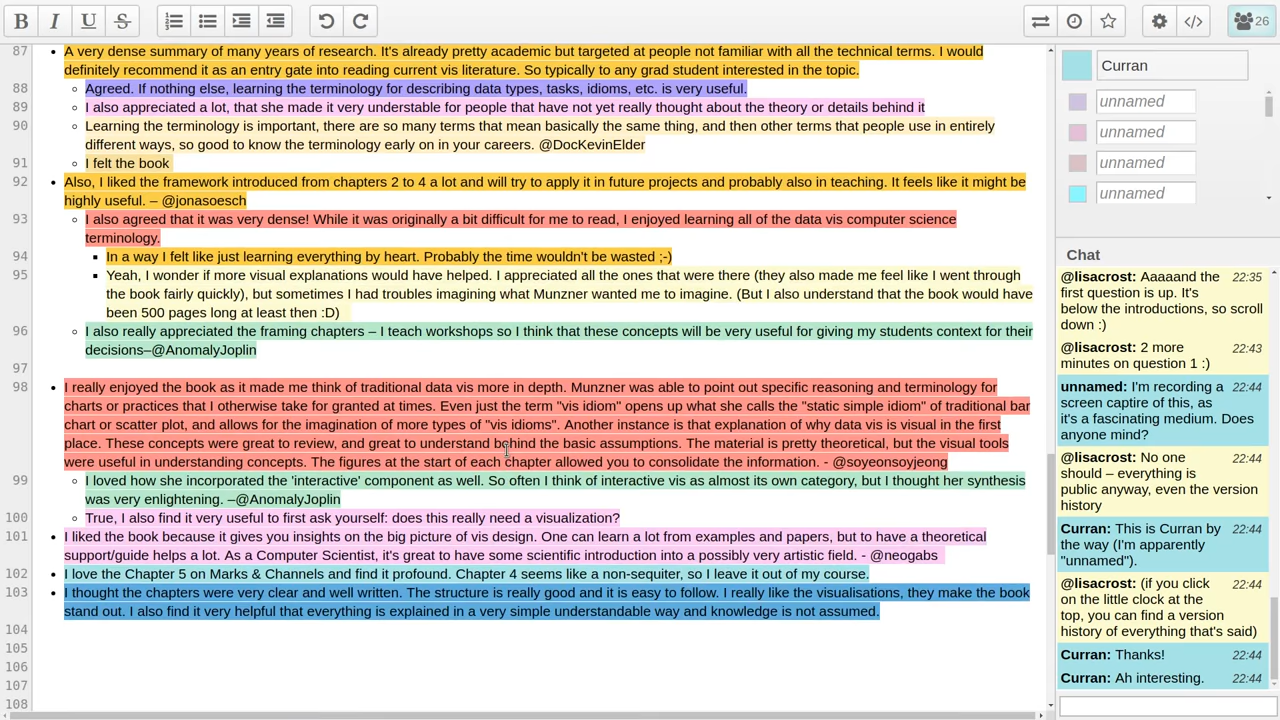 B I U S 26
87 A very dense summary of many years of research. It's already pretty academic but targeted at people not familiar with all the technical terms. I would
definitely recommend it as an entry gate into reading current vis literature. So typically to any grad student interested in the topic.
88 Agreed. If nothing else, learning the terminology for describing data types, tasks, idioms, etc. is very useful.
89 I also appreciated a lot, that she made it very understable for people that have not yet really thought about the theory or details behind it
90 Learning the terminology is important, there are so many terms that mean basically the same thing, and then other terms that people use in entirely
different ways, so good to know the terminology early on in your careers. @DocKevinElder
91 I felt the book
92 Also, I liked the framework introduced from chapters 2 to 4 a lot and will try to apply it in future projects and probably also in teaching. It feels like it might be
highly useful. – @jonasoesch
93 I also agreed that it was very dense! While it was originally a bit difficult for me to read, I enjoyed learning all of the data vis computer science
terminology.
94 In a way I felt like just learning everything by heart. Probably the time wouldn't be wasted ;-)
95 Yeah, I wonder if more visual explanations would have helped. I appreciated all the ones that were there (they also made me feel like I went through
the book fairly quickly), but sometimes I had troubles imagining what Munzner wanted me to imagine. (But I also understand that the book would have
been 500 pages long at least then :D)
96 I also really appreciated the framing chapters – I teach workshops so I think that these concepts will be very useful for giving my students context for their
decisions–@AnomalyJoplin
97
98 I really enjoyed the book as it made me think of traditional data vis more in depth. Munzner was able to point out specific reasoning and terminology for
charts or practices that I otherwise take for granted at times. Even just the term "vis idiom" opens up what she calls the "static simple idiom" of traditional bar
chart or scatter plot, and allows for the imagination of more types of "vis idioms". Another instance is that explanation of why data vis is visual in the first
place. These concepts were great to review, and great to understand behind the basic assumptions. The material is pretty theoretical, but the visual tools
were useful in understanding concepts. The figures at the start of each chapter allowed you to consolidate the information. - @soyeonsoyjeong
99 I loved how she incorporated the 'interactive' component as well. So often I think of interactive vis as almost its own category, but I thought her synthesis
was very enlightening. –@AnomalyJoplin
100 True, I also find it very useful to first ask yourself: does this really need a visualization?
101 I liked the book because it gives you insights on the big picture of vis design. One can learn a lot from examples and papers, but to have a theoretical
support/guide helps a lot. As a Computer Scientist, it's great to have some scientific introduction into a possibly very artistic field. - @neogabs
102 I love the Chapter 5 on Marks & Channels and find it profound. Chapter 4 seems like a non-sequiter, so I leave it out of my course.
103 I thought the chapters were very clear and well written. The structure is really good and it is easy to follow. I really like the visualisations, they make the book
stand out. I also find it very helpful that everything is explained in a very simple understandable way and knowledge is not assumed.
104
105
106
107
108
Curran
unnamed
unnamed
unnamed
unnamed
Chat
@lisacrost: Aaaaand the 22:35
first question is up. It's
below the introductions, so scroll
down :)
@lisacrost: 2 more 22:43
minutes on question 1 :)
unnamed: I'm recording a 22:44
screen captire of this, as
it's a fascinating medium. Does
anyone mind?
@lisacrost: No one 22:44
should – everything is
public anyway, even the version
history
Curran: This is Curran by 22:44
the way (I'm apparently
"unnamed").
@lisacrost: (if you click 22:44
on the little clock at the
top, you can find a version
history of everything that's said)
Curran: Thanks! 22:44
Curran: Ah interesting. 22:44